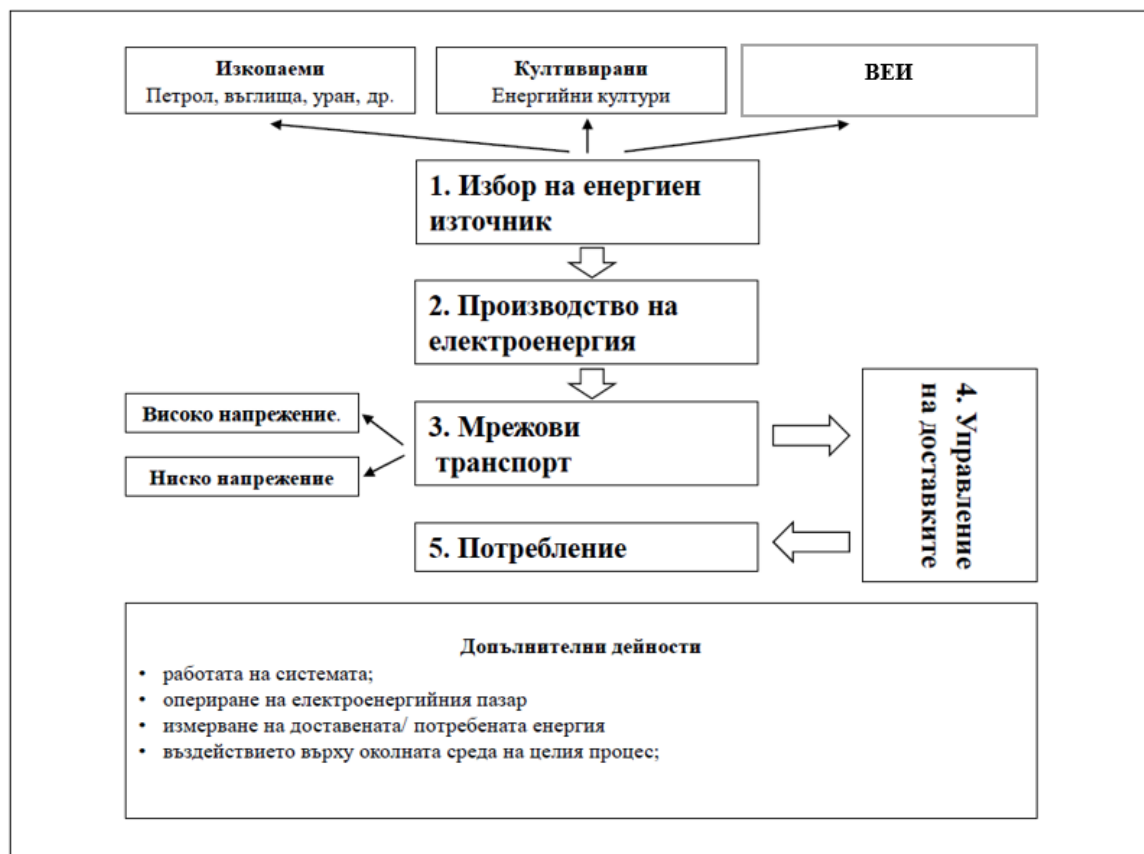 Изкопаеми
Петрол, въглища, уран, др.
Култивирани
Енергийни култури
ВЕИ
1. Избор на енергиен
източник
2. Производство на
електроенергия
Високо напрежение.
Ниско напрежение
3. Мрежови
транспорт
4. Управление
на доставките
5. Потребление
Допълнителни дейности
• работата на системата;
• опериране на електроенергийния пазар
• измерване на доставената/ потребената енергия
• въздействието върху околната среда на целия процес;